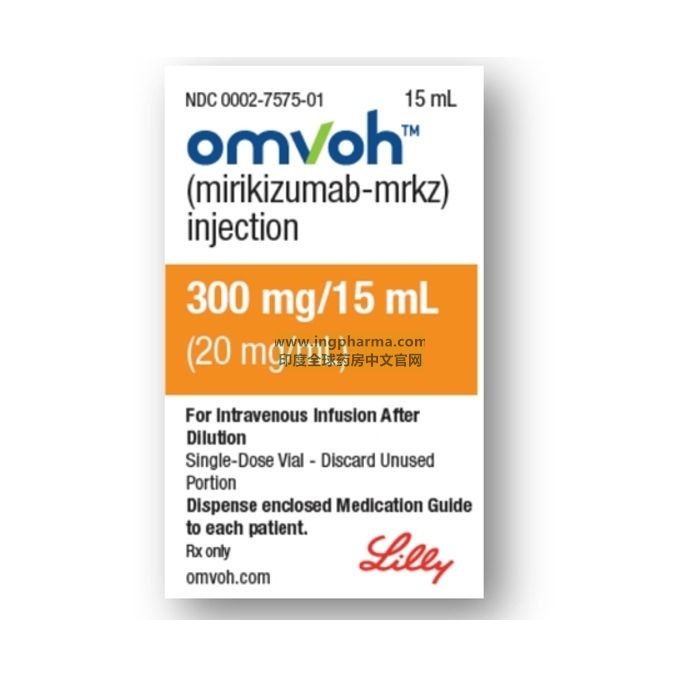 NDC 0002-7575-01 15 mL
omvoh™
(mirikizumab-mrkz)
injection
300 mg/15 mL
www.ingpharma.com
(20 mg/mL)
印度全球药房中文官网
For Intravenous Infusion After
Dilution
Single-Dose Vial - Discard Unused
Portion
Dispense enclosed Medication Guide
to each patient.
Rx only
Lilly
omvoh.com